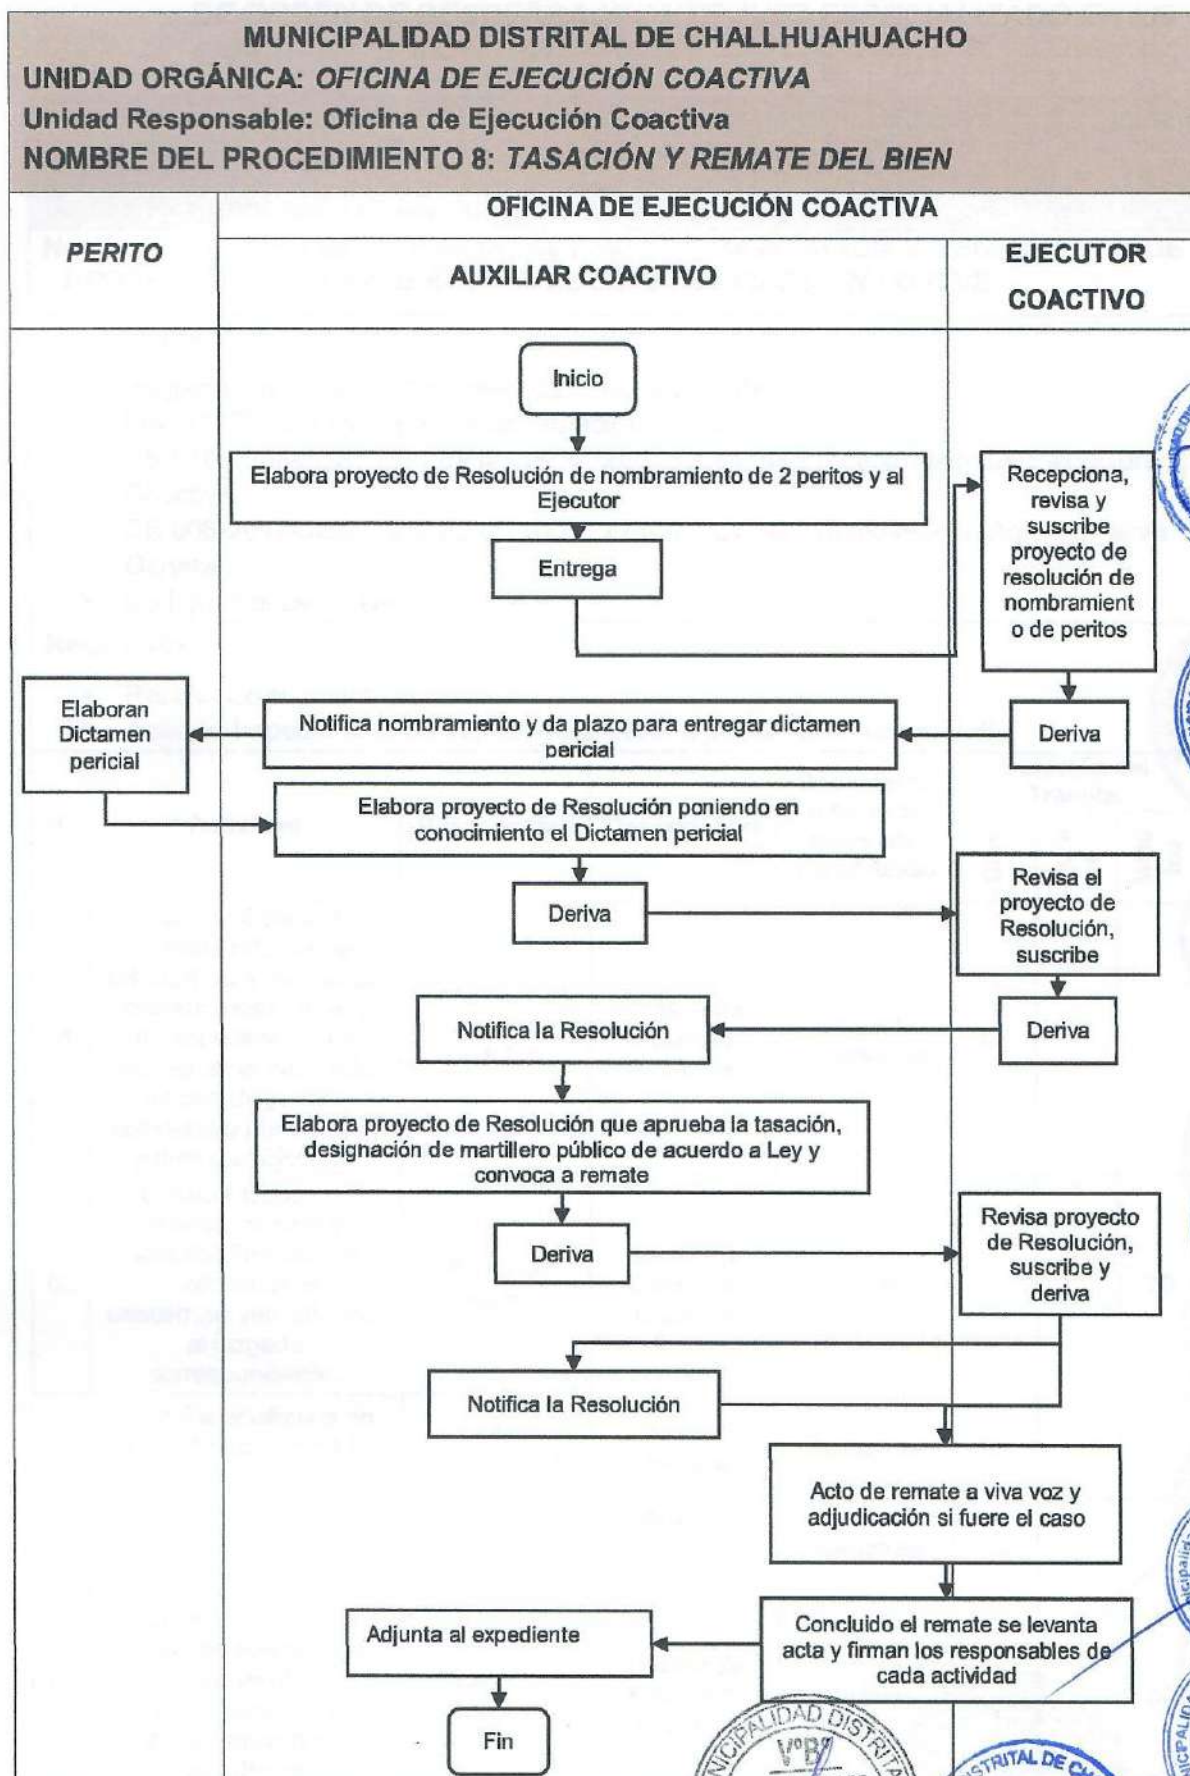 MUNICIPALIDAD DISTRITAL DE CHALLHUAHUACHO
UNIDAD ORGÁNICA: OFICINA DE EJECUCIÓN COACTIVA
Unidad Responsable: Oficina de Ejecución Coactiva
NOMBRE DEL PROCEDIMIENTO 8: TASACIÓN Y REMATE DEL BIEN
OFICINA DE EJECUCIÓN COACTIVA
PERITO
AUXILIAR COACTIVO
EJECUTOR
COACTIVO
Inicio
Elabora proyecto de Resolución de nombramiento de 2 peritos y al
Ejecutor
Entrega
Recepciona,
revisa y
suscribe
proyecto de
resolución de
nombramient
o de peritos
Deriva
Notifica nombramiento y da plazo para entregar dictamen
pericial
Elaboran
Dictamen
pericial
Elabora proyecto de Resolución poniendo en
conocimiento el Dictamen pericial
Deriva
Revisa el
proyecto de
Resolución,
suscribe
Deriva
Notifica la Resolución
Elabora proyecto de Resolución que aprueba la tasación,
designación de martillero público de acuerdo a Ley y
convoca a remate
Deriva
Revisa proyecto
de Resolución,
suscribe y
deriva
Notifica la Resolución
Acto de remate a viva voz y
adjudicación si fuere el caso
Concluido el remate se levanta
acta y firman los responsables de
cada actividad
Adjunta al expediente
Fin
VºBº